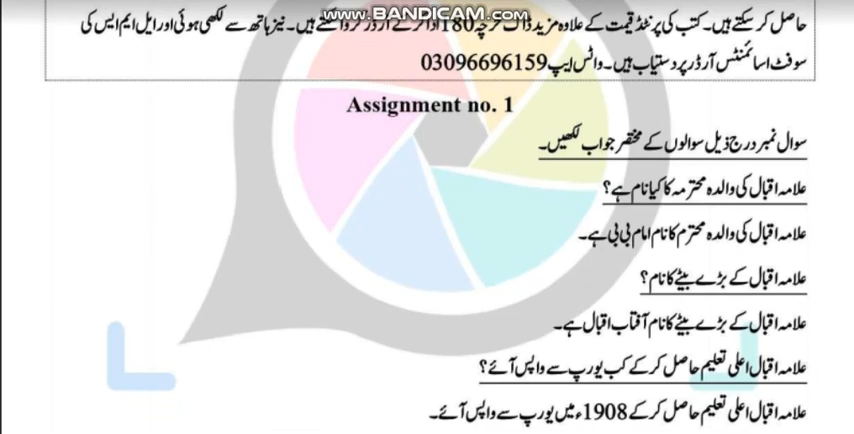 www.BANDICAM.com
حاصل کر سکتے ہیں۔ کتب کی پرنٹڈ قیمت کے علاوہ مزید ڈاک خرچہ 180 ادا کر کے آرڈر کروا سکتے ہیں۔ نیز ہاتھ سے لکھی ہوئی اور ایل ایم ایس کی
سوفٹ اسائمنٹس آرڈر پر دستیاب ہیں۔ واٹس ایپ 03096696159
Assignment no. 1
سوال نمبر درج ذیل سوالوں کے مختصر جواب لکھیں۔
علامہ اقبال کی والدہ محترمہ کا کیا نام ہے؟
علامہ اقبال کی والدہ محترم کا نام امام بی بی ہے۔
علامہ اقبال کے بڑے بیٹے کا نام؟
علامہ اقبال کے بڑے بیٹے کا نام آفتاب اقبال ہے۔
علامہ اقبال اعلی تعلیم حاصل کر کے کب یورپ سے واپس آئے؟
علامہ اقبال اعلی تعلیم حاصل کر کے 1908ء میں یورپ سے واپس آئے۔